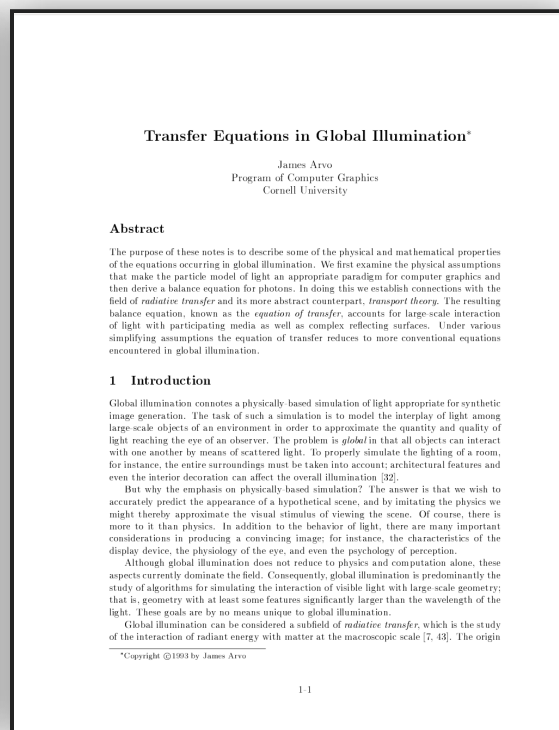 Transfer Equations in Global Illumination*
James Arvo
Program of Computer Graphics
Cornell University
Abstract
The purpose of these notes is to describe some of the physical and mathematical properties
of the equations occurring in global illumination. We first examine the physical assumptions
that make the particle model of light an appropriate paradigm for computer graphics and
then derive a balance equation for photons. In doing this we establish connections with the
field of radiative transfer and its more abstract counterpart, transport theory. The resulting
balance equation, known as the equation of transfer, accounts for large-scale interaction
of light with participating media as well as complex reflecting surfaces. Under various
simplifying assumptions the equation of transfer reduces to more conventional equations
encountered in global illumination.
1 Introduction
Global illumination connotes a physically-based simulation of light appropriate for synthetic
image generation. The task of such a simulation is to model the interplay of light among
large-scale objects of an environment in order to approximate the quantity and quality of
light reaching the eye of an observer. The problem is global in that all objects can interact
with one another by means of scattered light. To properly simulate the lighting of a room,
for instance, the entire surroundings must be taken into account; architectural features and
even the interior decoration can affect the overall illumination [32].
But why the emphasis on physically-based simulation? The answer is that we wish to
accurately predict the appearance of a hypothetical scene, and by imitating the physics we
might thereby approximate the visual stimulus of viewing the scene. Of course, there is
more to it than physics. In addition to the behavior of light, there are many important
considerations in producing a convincing image; for instance, the characteristics of the
display device, the physiology of the eye, and even the psychology of perception.
Although global illumination does not reduce to physics and computation alone, these
aspects currently dominate the field. Consequently, global illumination is predominantly the
study of algorithms for simulating the interaction of visible light with large-scale geometry;
that is, geometry with at least some features significantly larger than the wavelength of the
light. These goals are by no means unique to global illumination.
Global illumination can be considered a subfield of radiative transfer, which is the study
of the interaction of radiant energy with matter at the macroscopic scale [7, 43]. The origin
*Copyright ©1993 by James Arvo
1-1